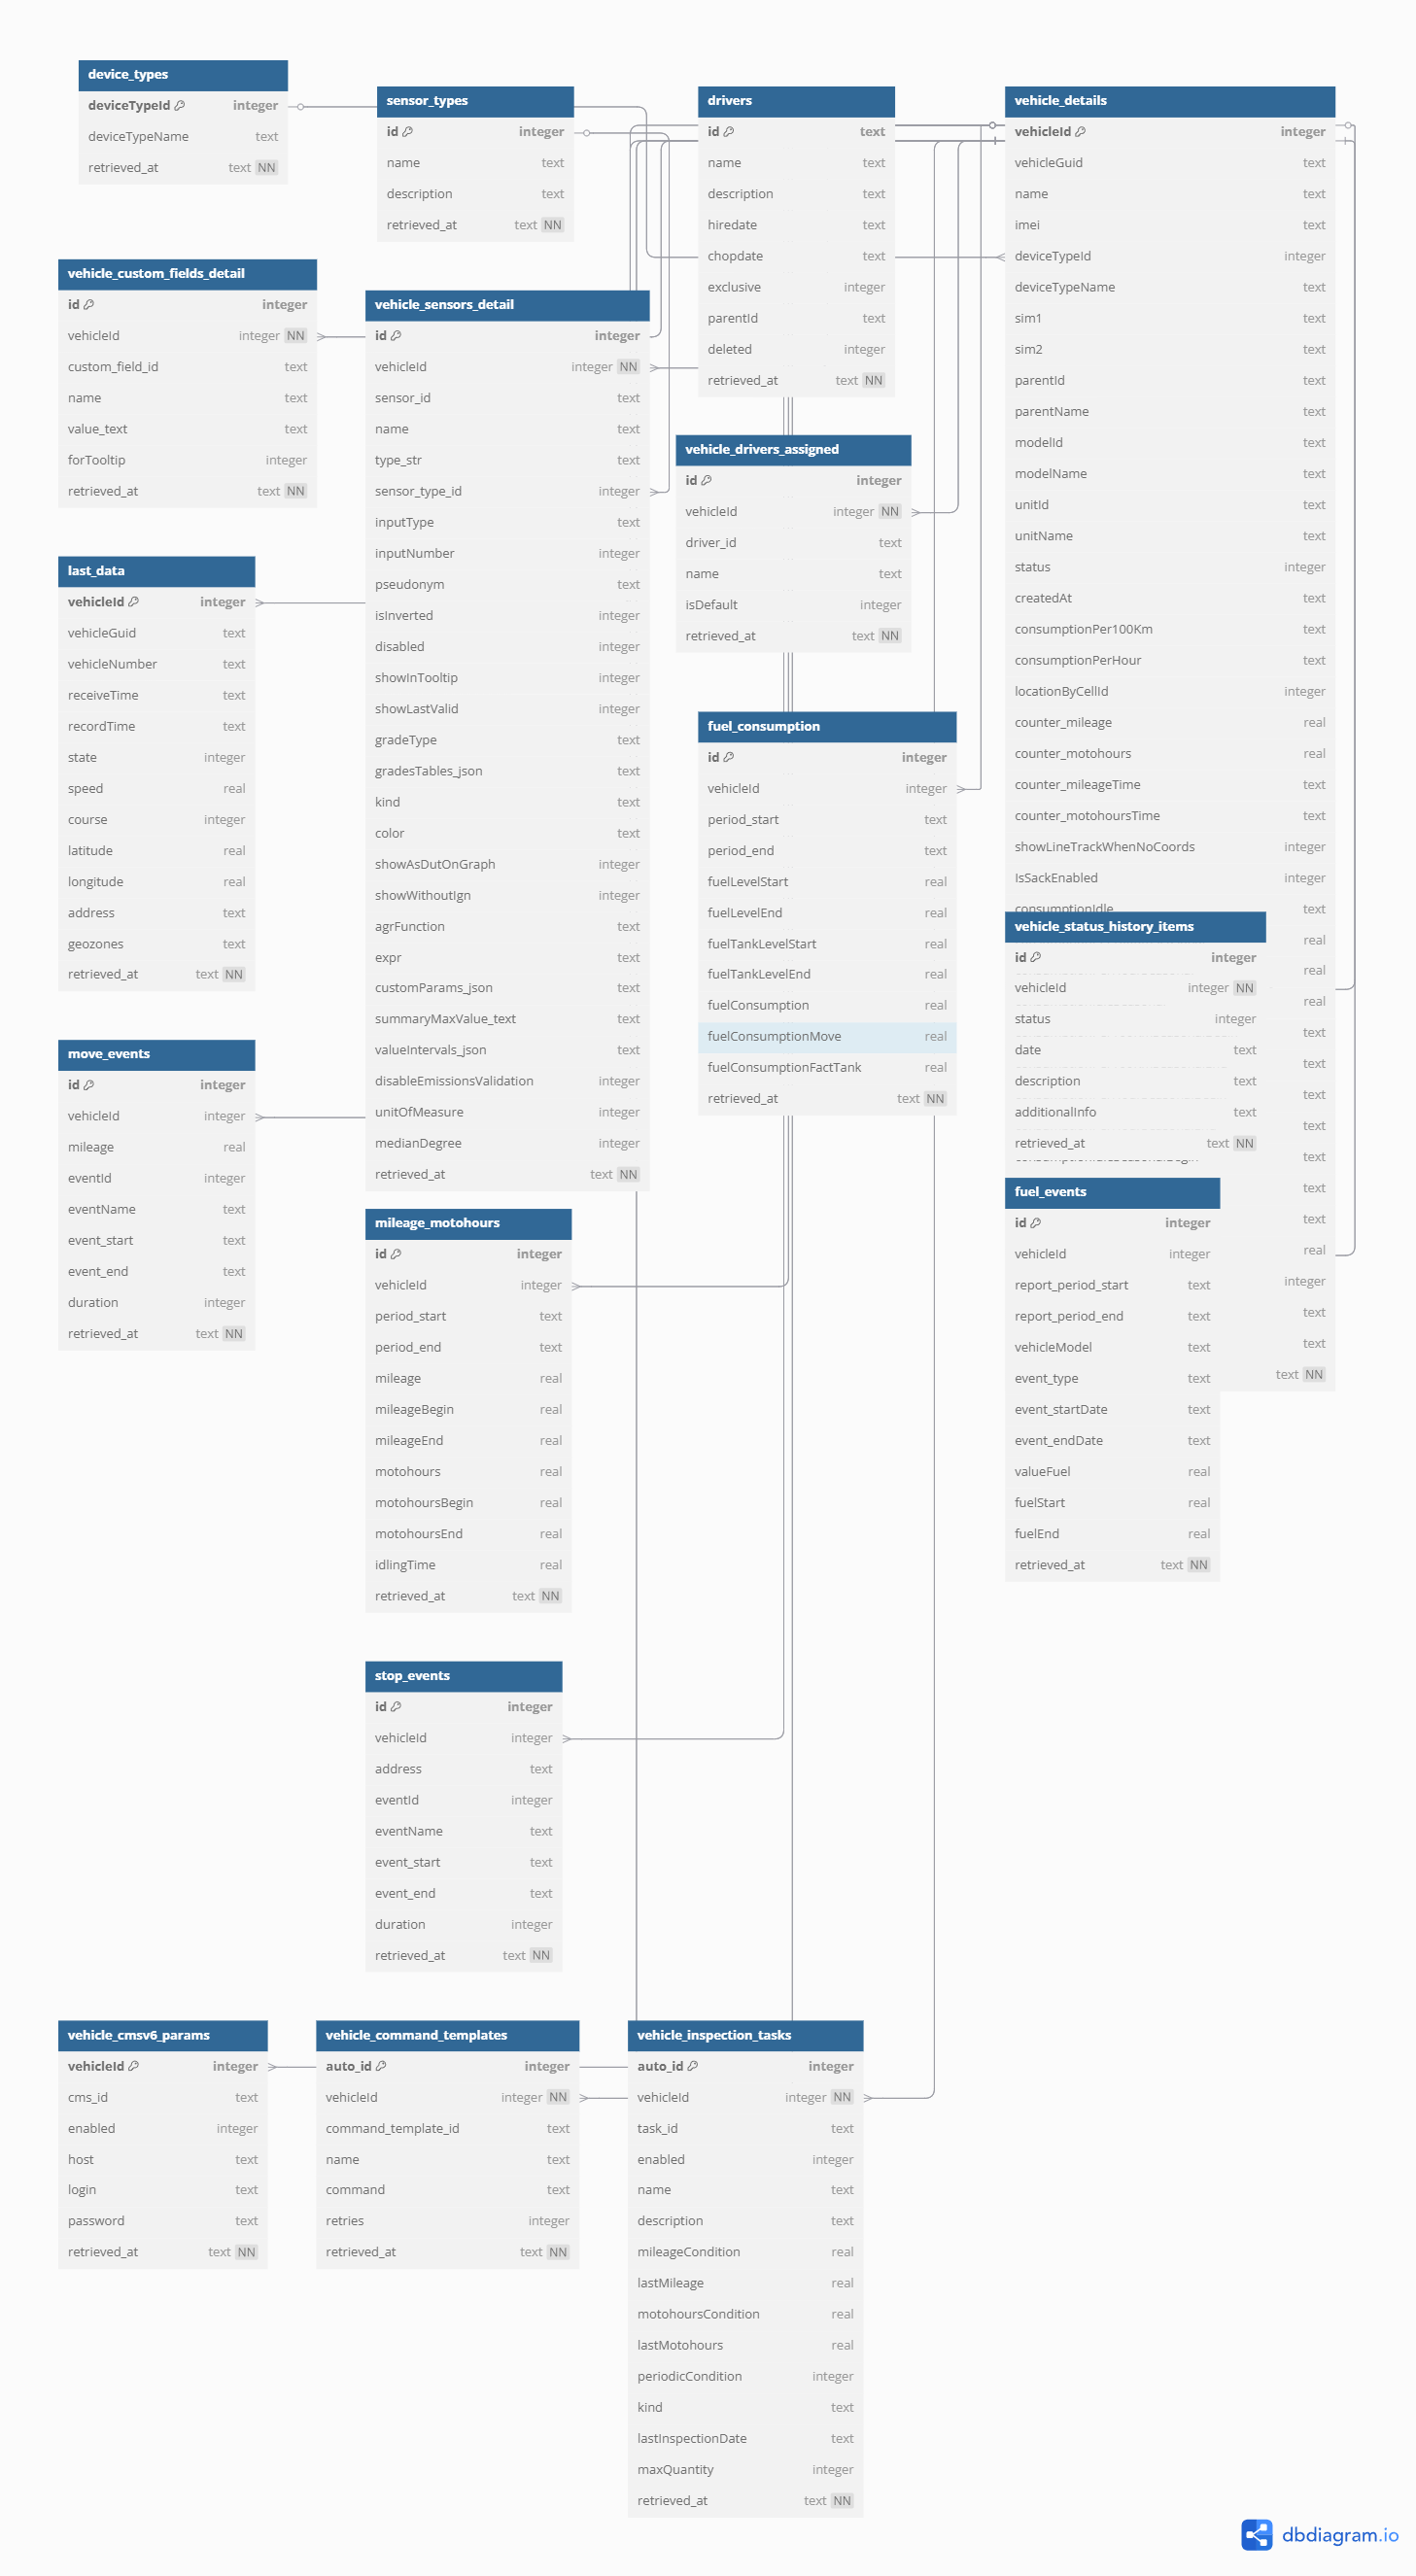 device_types
deviceTypeId integer
deviceTypeName text
retrieved_at text NN
sensor_types
id integer
name text
description text
retrieved_at text NN
drivers
id text
name text
description text
hiredate text
chopdate text
exclusive integer
parentId text
deleted integer
retrieved_at text NN
vehicle_details
vehicleId integer
vehicleGuid text
name text
imei text
deviceTypeId integer
deviceTypeName text
sim1 text
sim2 text
parentId text
parentName text
modelId text
modelName text
unitId text
unitName text
status integer
createdAt text
consumptionPer100Km text
consumptionPerHour text
locationByCellId integer
counter_mileage real
counter_motohours real
counter_mileageTime text
counter_motohoursTime text
showLineTrackWhenNoCoords integer
IsSackEnabled integer
consumptionIdle text
real
real
real
text
text
text
text
text
text
text
real
integer
text
text
text NN
vehicle_custom_fields_detail
id integer
vehicleId integer NN
custom_field_id text
name text
value_text text
forTooltip integer
retrieved_at text NN
vehicle_sensors_detail
id integer
vehicleId integer NN
sensor_id text
name text
type_str text
sensor_type_id integer
inputType text
inputNumber integer
pseudonym text
isInverted integer
disabled integer
showInTooltip integer
showLastValid integer
gradeType text
gradesTables_json text
kind text
color text
showAsDutOnGraph integer
showWithoutIgn integer
agrFunction text
expr text
customParams_json text
summaryMaxValue_text text
valueIntervals_json text
disableEmissionsValidation integer
unitOfMeasure integer
medianDegree integer
retrieved_at text NN
vehicle_drivers_assigned
id integer
vehicleId integer NN
driver_id text
name text
isDefault integer
retrieved_at text NN
last_data
vehicleId integer
vehicleGuid text
vehicleNumber text
receiveTime text
recordTime text
state integer
speed real
course integer
latitude real
longitude real
address text
geozones text
retrieved_at text NN
fuel_consumption
id integer
vehicleId integer
period_start text
period_end text
fuelLevelStart real
fuelLevelEnd real
fuelTankLevelStart real
fuelTankLevelEnd real
fuelConsumption real
fuelConsumptionMove real
fuelConsumptionFactTank real
retrieved_at text NN
vehicle_status_history_items
id integer
vehicleId integer NN
status integer
date text
description text
additionalInfo text
retrieved_at text NN
move_events
id integer
vehicleId integer
mileage real
eventId integer
eventName text
event_start text
event_end text
duration integer
retrieved_at text NN
fuel_events
id integer
vehicleId integer
report_period_start text
report_period_end text
vehicleModel text
event_type text
event_startDate text
event_endDate text
valueFuel real
fuelStart real
fuelEnd real
retrieved_at text NN
mileage_motohours
id integer
vehicleId integer
period_start text
period_end text
mileage real
mileageBegin real
mileageEnd real
motohours real
motohoursBegin real
motohoursEnd real
idlingTime real
retrieved_at text NN
stop_events
id integer
vehicleId integer
address text
eventId integer
eventName text
event_start text
event_end text
duration integer
retrieved_at text NN
vehicle_cmsv6_params
vehicleId integer
cms_id text
enabled integer
host text
login text
password text
retrieved_at text NN
vehicle_command_templates
auto_id integer
vehicleId integer NN
command_template_id text
name text
command text
retries integer
retrieved_at text NN
vehicle_inspection_tasks
auto_id integer
vehicleId integer NN
task_id text
enabled integer
name text
description text
mileageCondition real
lastMileage real
motohoursCondition real
lastMotohours real
periodicCondition integer
kind text
lastInspectionDate text
maxQuantity integer
retrieved_at text NN
dbdiagram.io